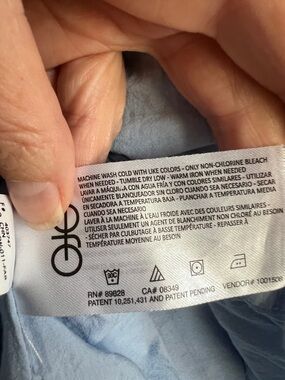 MACHINE WASH COLD WITH LIKE COLORS - ONLY NON-CHLORINE BLEACH
WHEN NEEDED - TUMBLE DRY LOW - WARM IRON WHEN NEEDED
LAVAR A MÁQUINA CON AGUA FRÍA Y CON COLORES SIMILARES - UTILICE
ÚNICAMENTE BLANQUEADOR SIN CLORO CUANDO SEA NECESARIO - SECAR
EN SECADORA A TEMPERATURA BAJA - PLANCHAR A TEMPERATURA BAJA
CUANDO SEA NECESARIO
LAVER À LA MACHINE À L'EAU FROIDE AVEC DES COULEURS SIMILAIRES
UTILISER SEULEMENT UN AGENT DE BLANCHIMENT NON CHLORÉ AU BESOIN
- SÉCHER PAR CULBUTAGE À BASSE TEMPÉRATURE - REPASSER À
TEMPÉRATURE MOYENNE AU BESOIN
RN# 89828 CA# 08349 VENDOR# 1001508
PATENT 10,251,431 AND PATENT PENDING